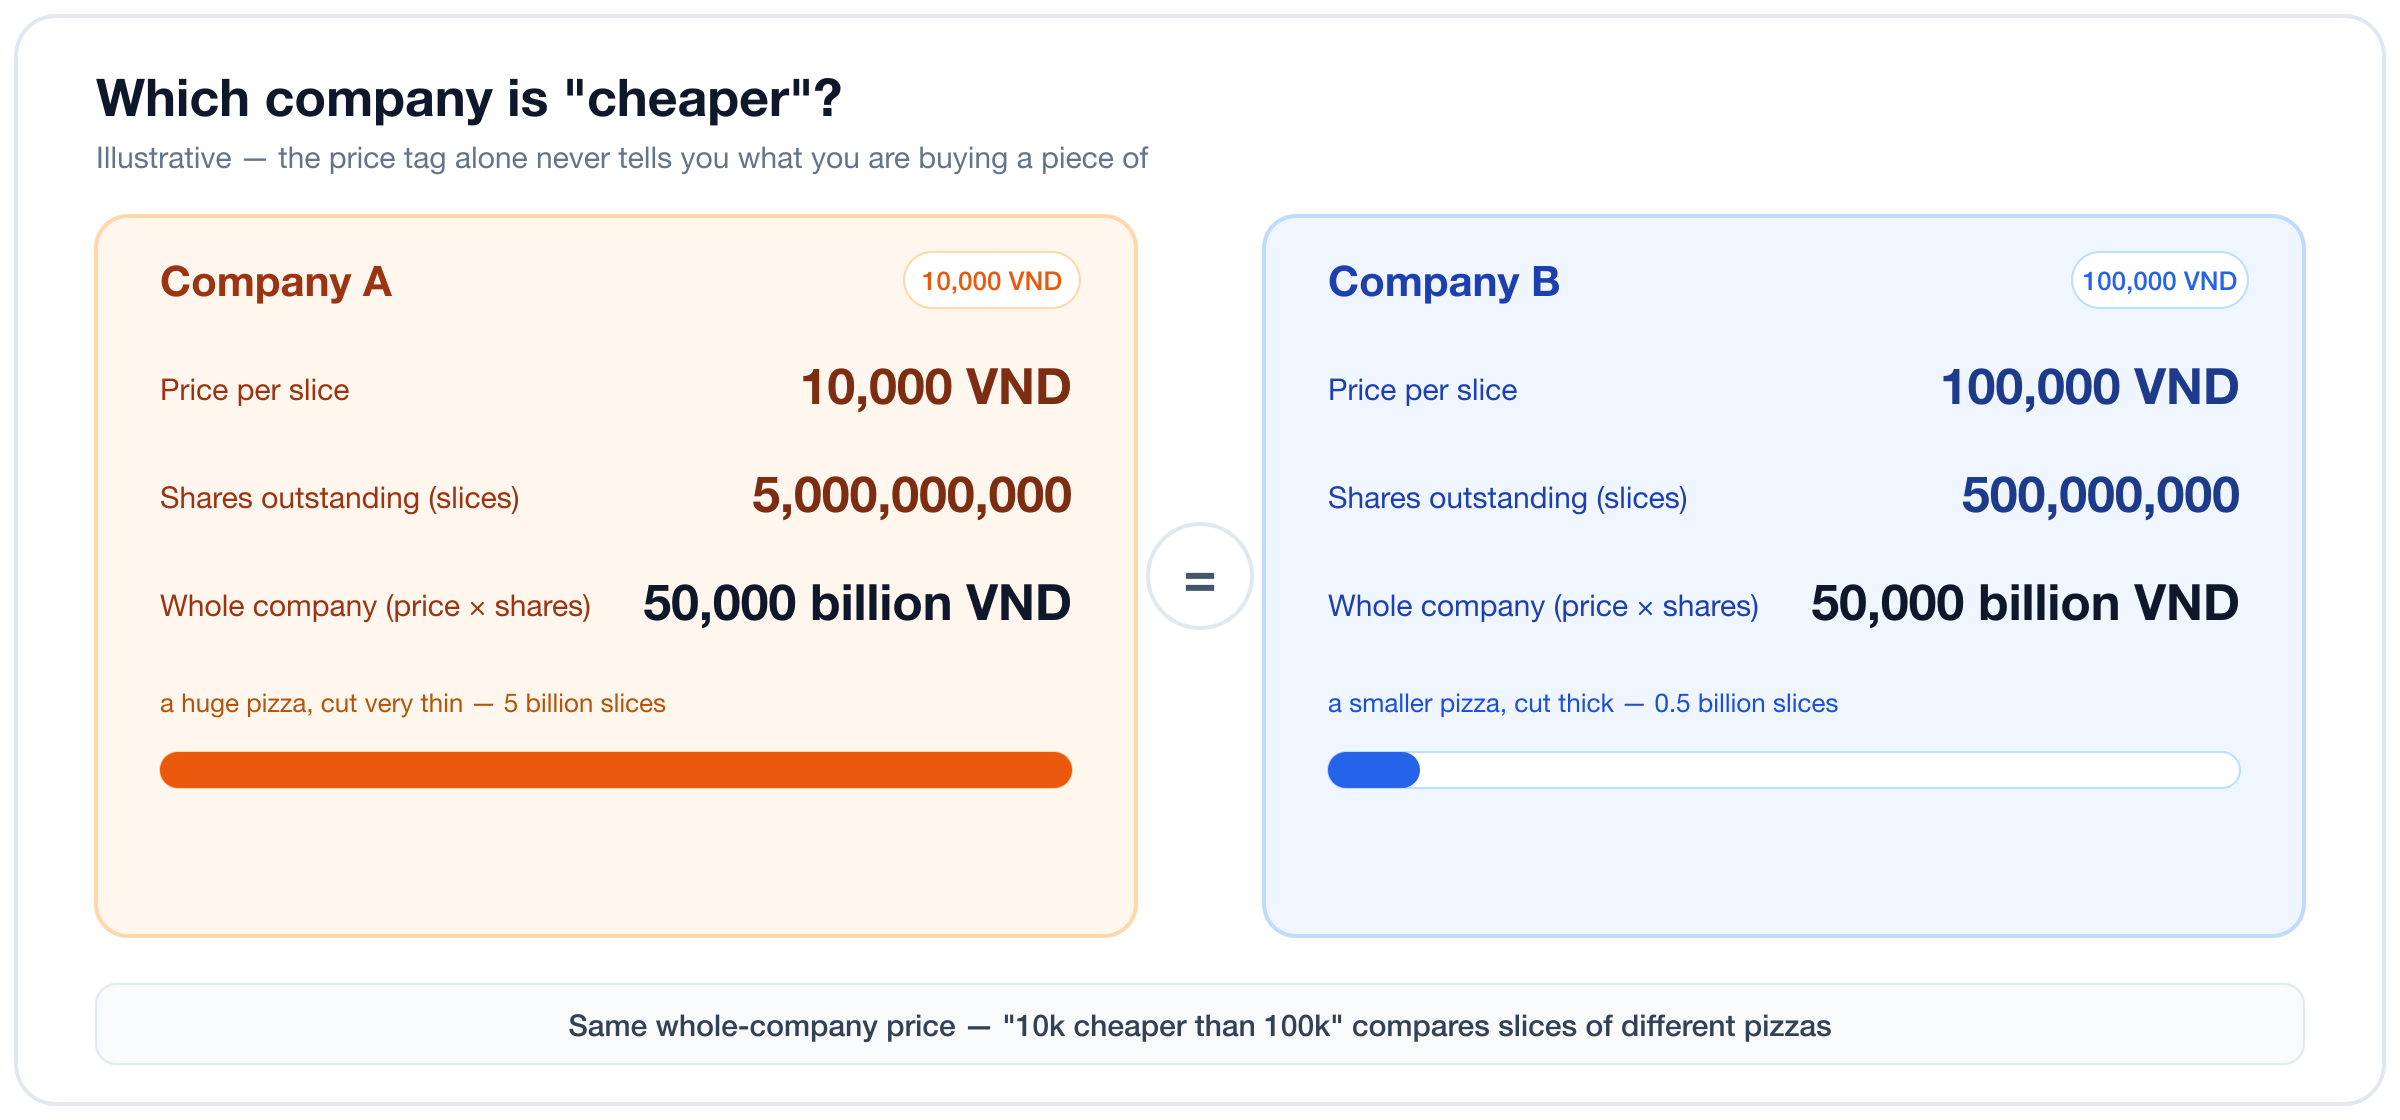 Which company is "cheaper"?
Illustrative — the price tag alone never tells you what you are buying a piece of
Company A
10,000 VND
Price per slice
10,000 VND
Shares outstanding (slices)
5,000,000,000
Whole company (price × shares)
50,000 billion VND
a huge pizza, cut very thin — 5 billion slices
=
Company B
100,000 VND
Price per slice
100,000 VND
Shares outstanding (slices)
500,000,000
Whole company (price × shares)
50,000 billion VND
a smaller pizza, cut thick — 0.5 billion slices
Same whole-company price — "10k cheaper than 100k" compares slices of different pizzas